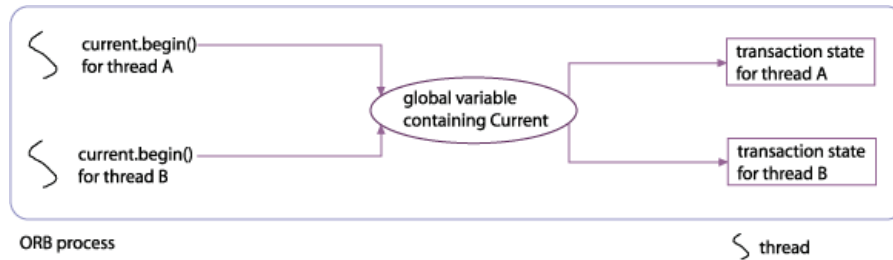 current.begin()
for thread A
global variable
containing Current
transaction state
for thread A
current.begin()
for thread B
transaction state
for thread B
ORB process
thread